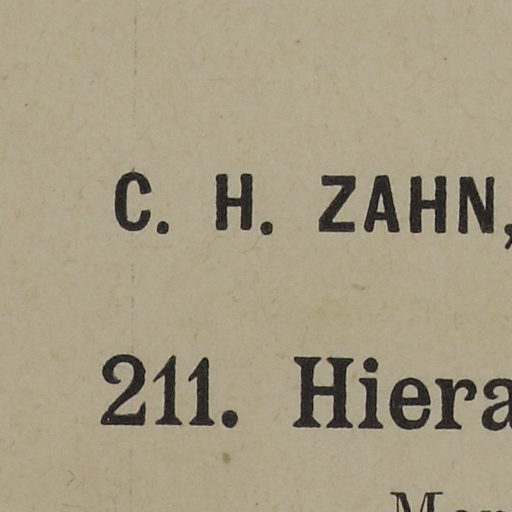 C. H. ZAHN,
211. Hiera